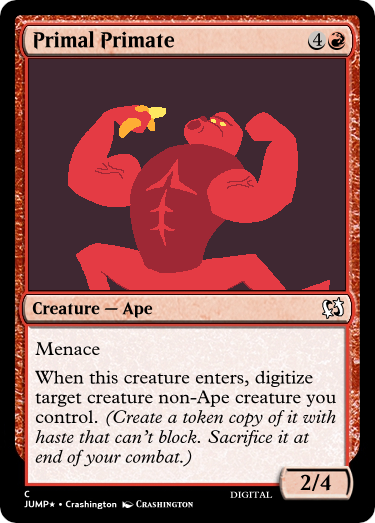 Primal Primate 4
Creature — Ape
Menace
When this creature enters, digitize
target creature non-Ape creature you
control. (Create a token copy of it with
haste that can't block. Sacrifice it at
end of your combat.)
2/4
C
JUMP★ • Crashington CRASHINGTON DIGITAL